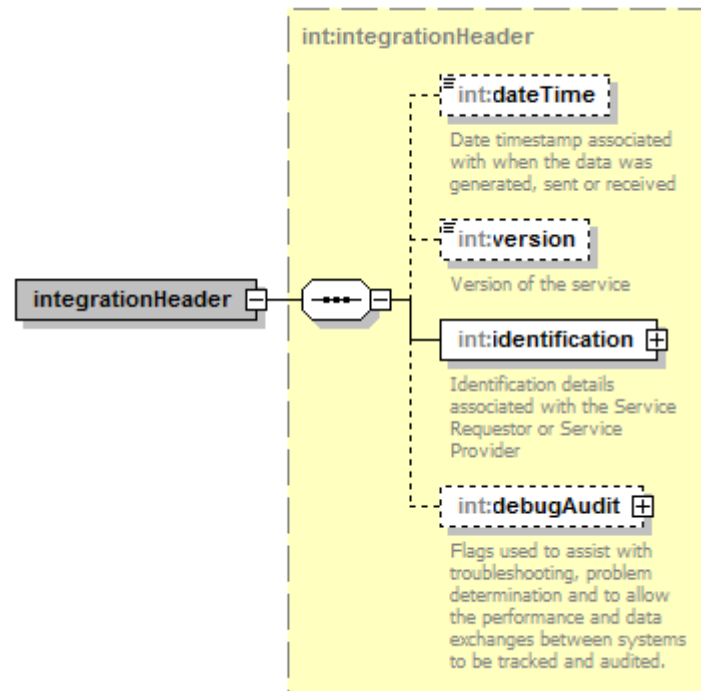 int:integrationHeader
int:dateTime
Date timestamp associated
with when the data was
generated, sent or received
int:version
Version of the service
integrationHeader
int:identification
Identification details
associated with the Service
Requestor or Service
Provider
int:debugAudit
Flags used to assist with
troubleshooting, problem
determination and to allow
the performance and data
exchanges between systems
to be tracked and audited.